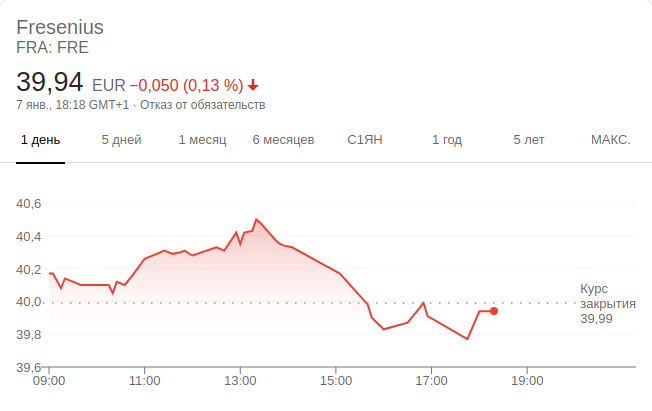 Fresenius
FRA: FRE
39,94 EUR −0,050 (0,13 %)
7 янв., 18:18 GMT+1 · Отказ от обязательств
1 день 5 дней 1 месяц 6 месяцев С1ЯН 1 год 5 лет МАКС.
40,6
40,4
40,2
40,0
39,8
39,6
Курс
закрытия
39,99
09:00 11:00 13:00 15:00 17:00 19:00